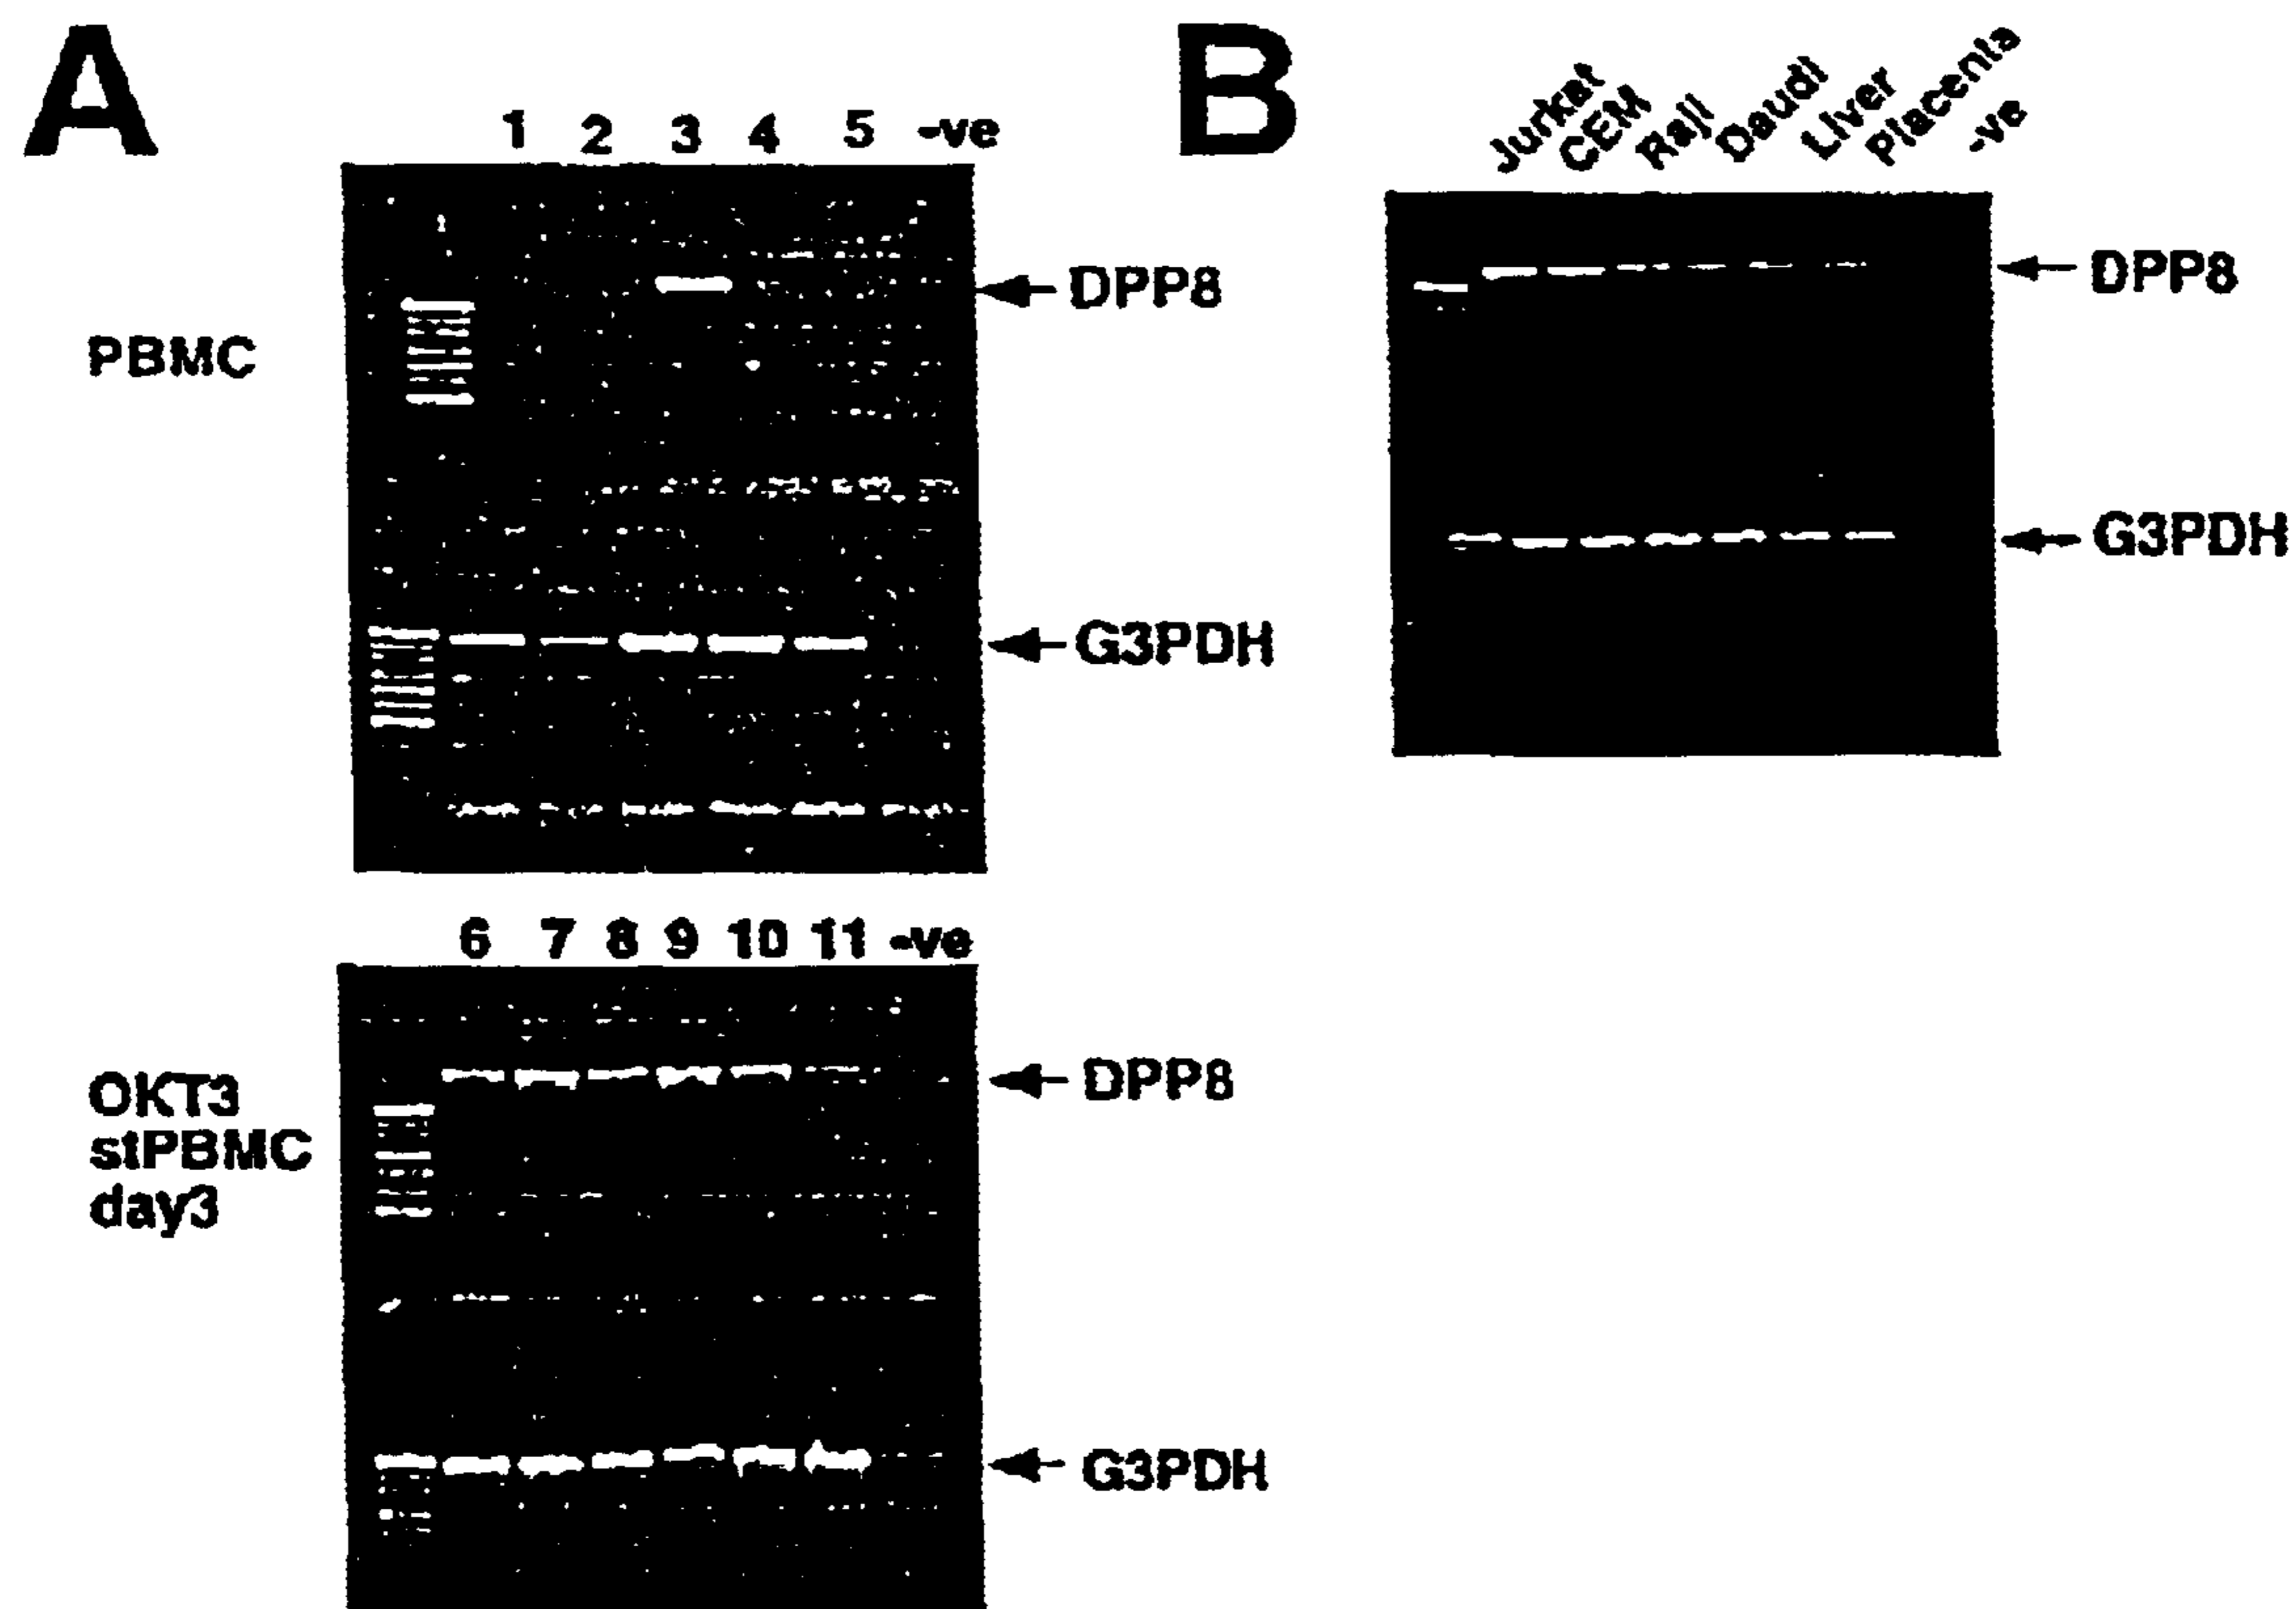 A
1 2 3 4 5 -ve
DPP8
PBMC
G3PDH
6 7 8 9 10 11 -ve
DPP8
OKT3
stPBMC
day3
G3PDH
B
Jurkat CEM Raji Daudi Liver Placenta -ve
DPP8
G3PDH